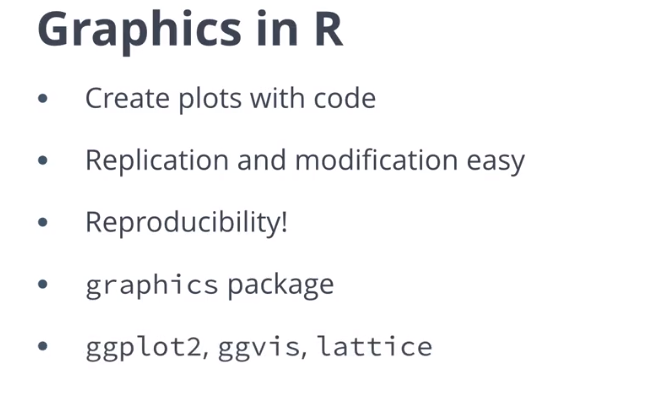 Graphics in R
• Create plots with code
• Replication and modification easy
• Reproducibility!
• graphics package
• ggplot2, ggvis, lattice